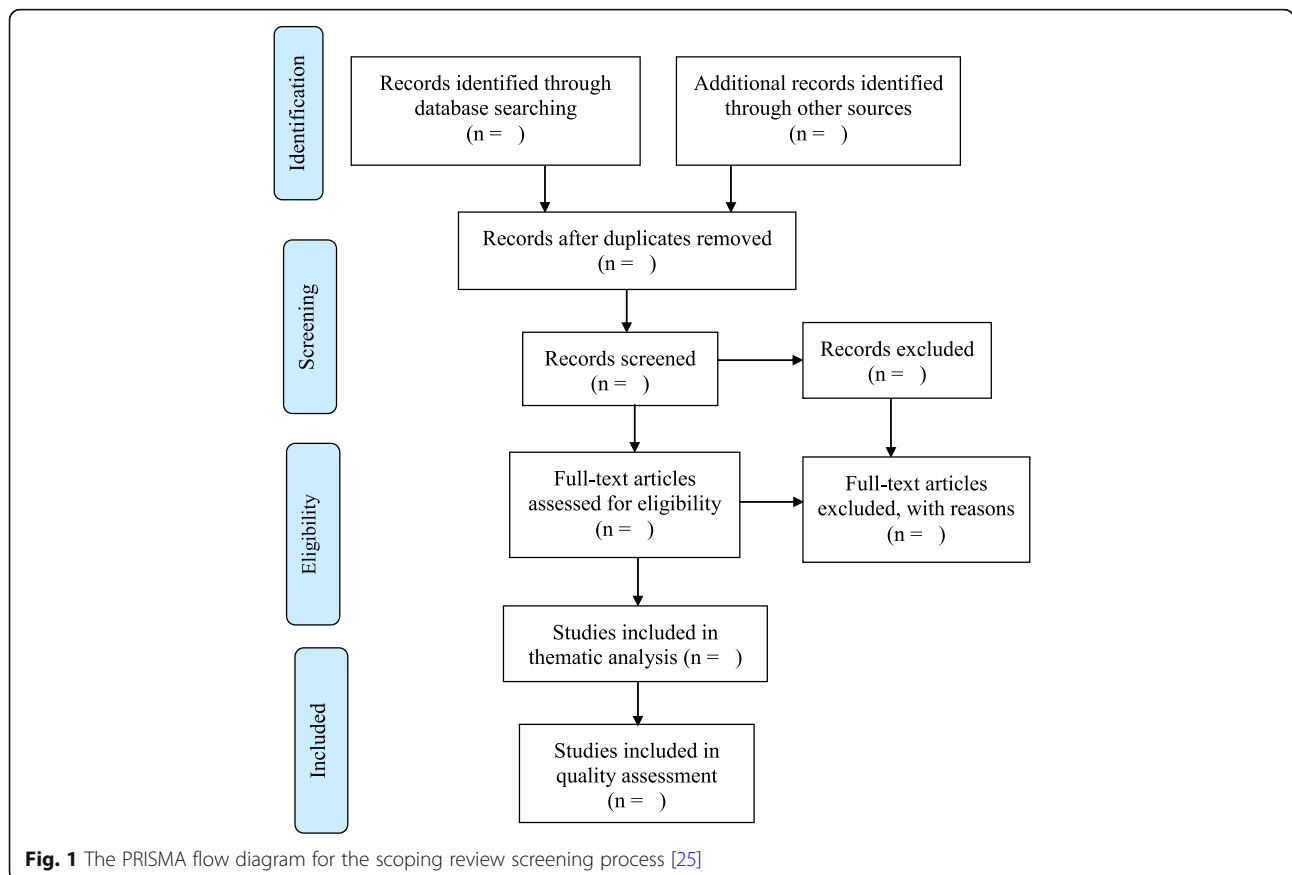 Identification
Records identified through
database searching
(n = )
Additional records identified
through other sources
(n = )
Records after duplicates removed
(n = )
Screening
Records screened
(n = )
Records excluded
(n = )
Eligibility
Full-text articles
assessed for eligibility
(n = )
Full-text articles
excluded, with reasons
(n = )
Included
Studies included in
thematic analysis (n = )
Studies included in
quality assessment
(n = )
Fig. 1 The PRISMA flow diagram for the scoping review screening process [25]